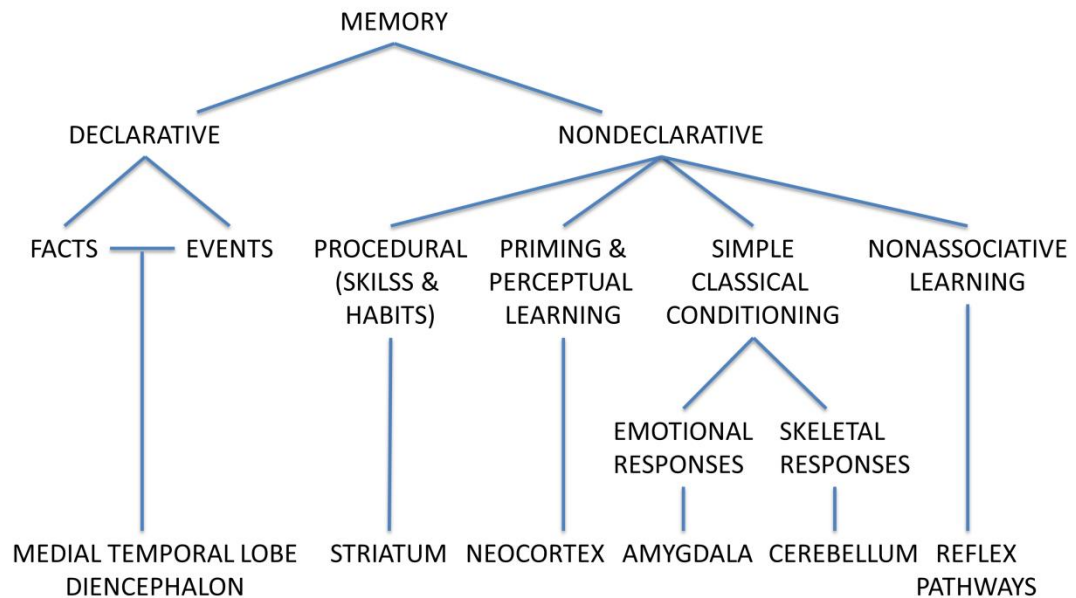 MEMORY
DECLARATIVE
NONDECLARATIVE
FACTS
EVENTS
PROCEDURAL
(SKILSS &
HABITS)
PRIMING &
PERCEPTUAL
LEARNING
SIMPLE
CLASSICAL
CONDITIONING
NONASSOCIATIVE
LEARNING
EMOTIONAL
RESPONSES
SKELETAL
RESPONSES
MEDIAL TEMPORAL LOBE
DIENCEPHALON
STRIATUM
NEOCORTEX
AMYGDALA
CEREBELLUM
REFLEX
PATHWAYS